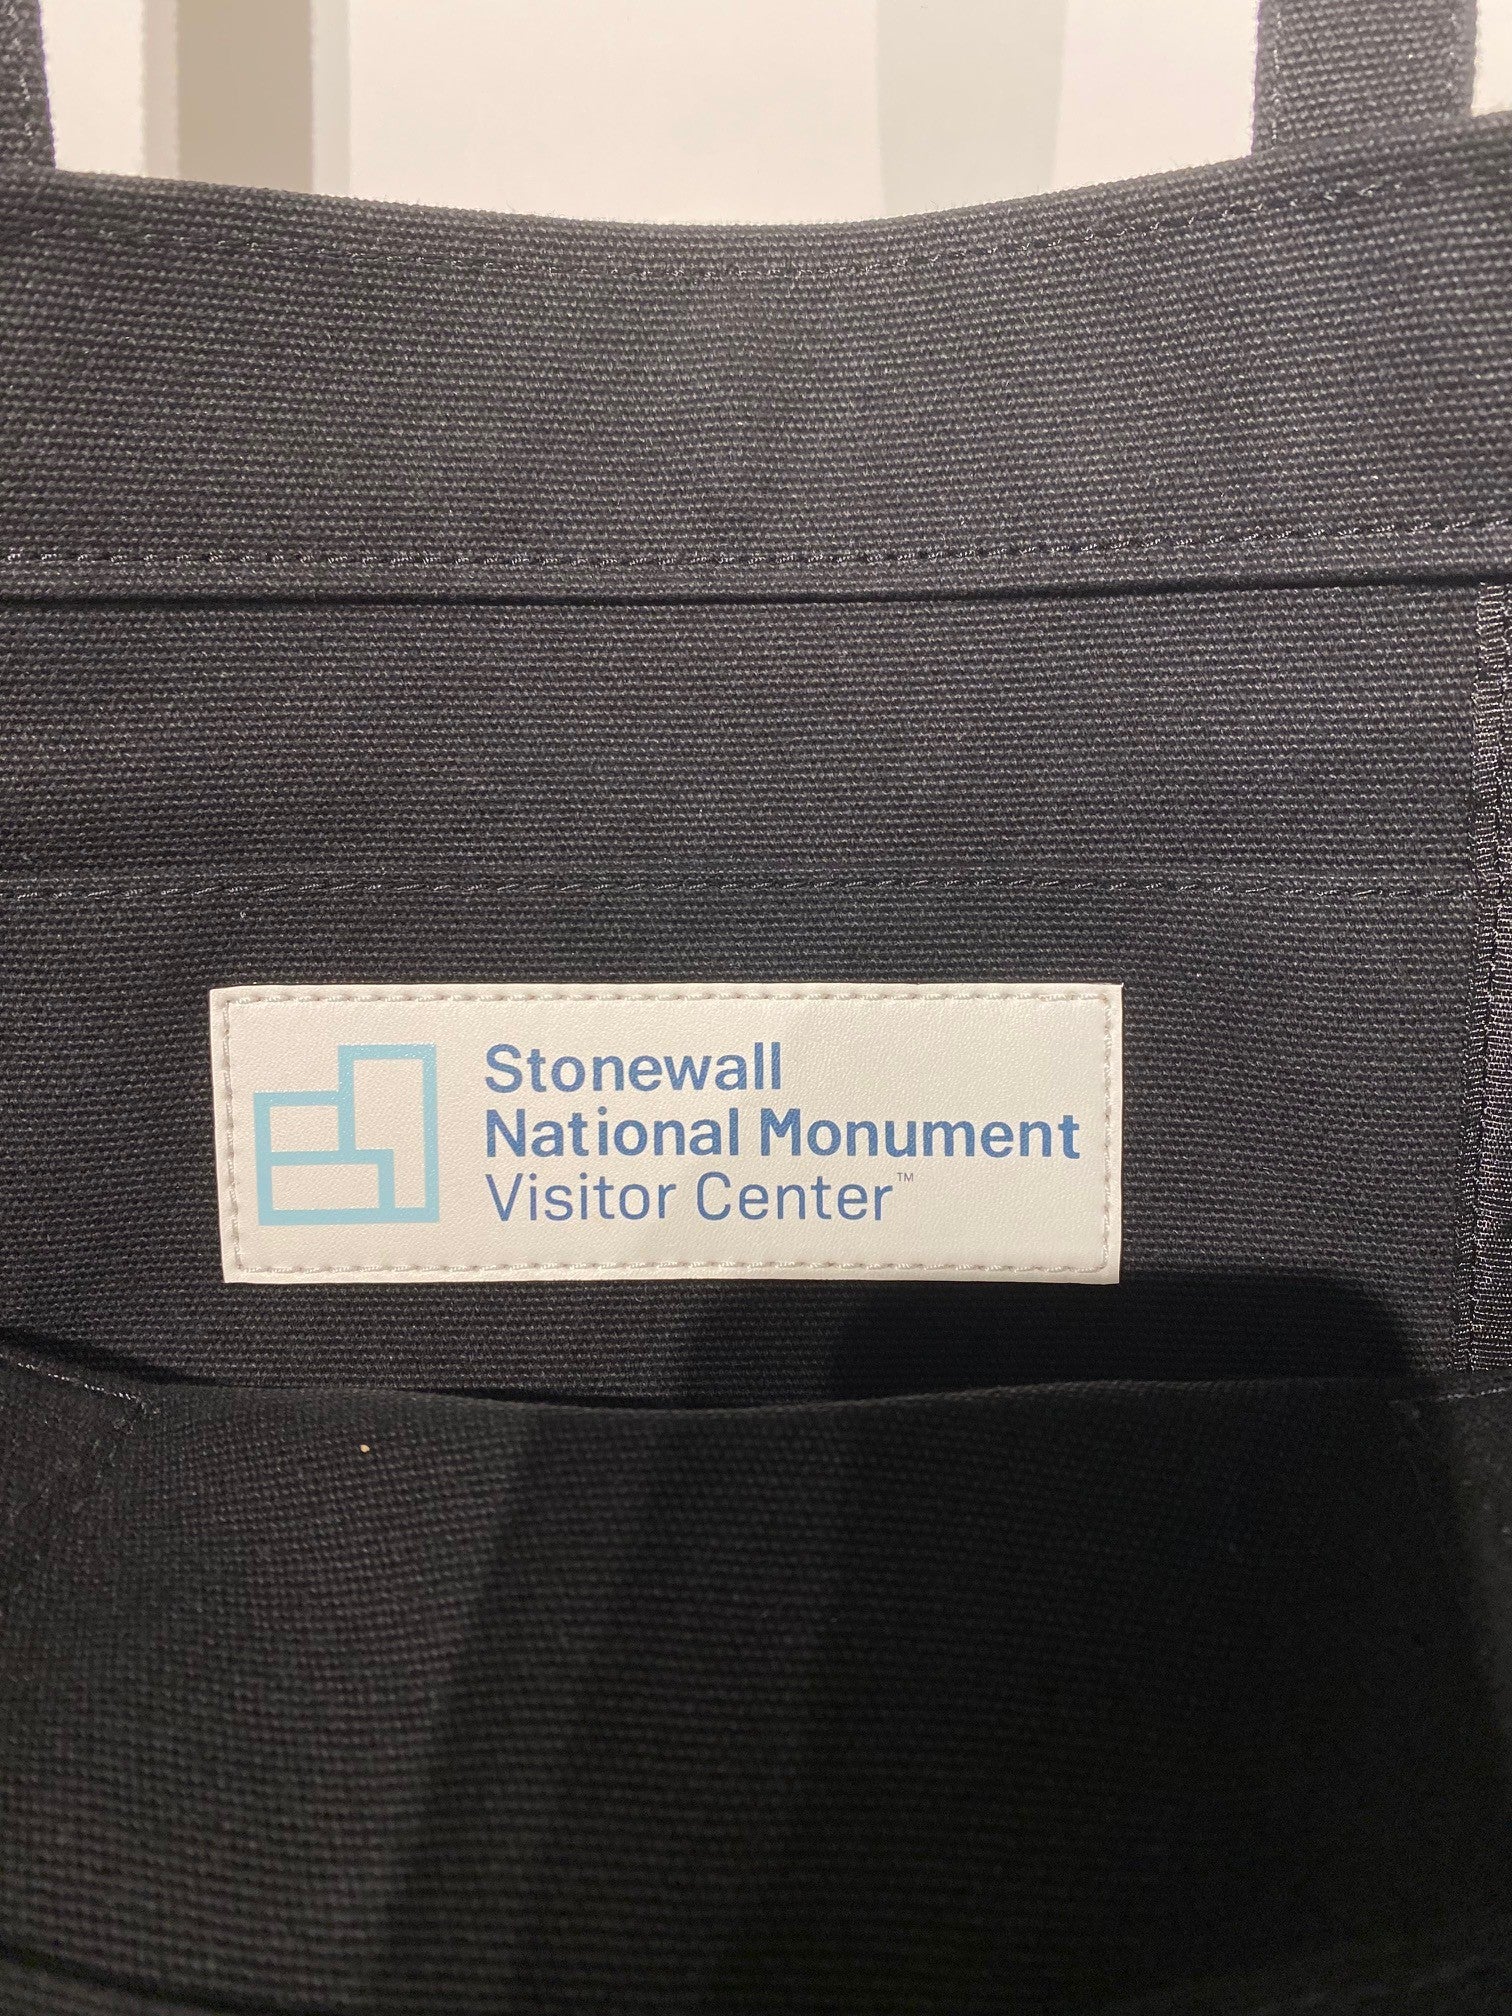 Stonewall
National Monument
Visitor Center™